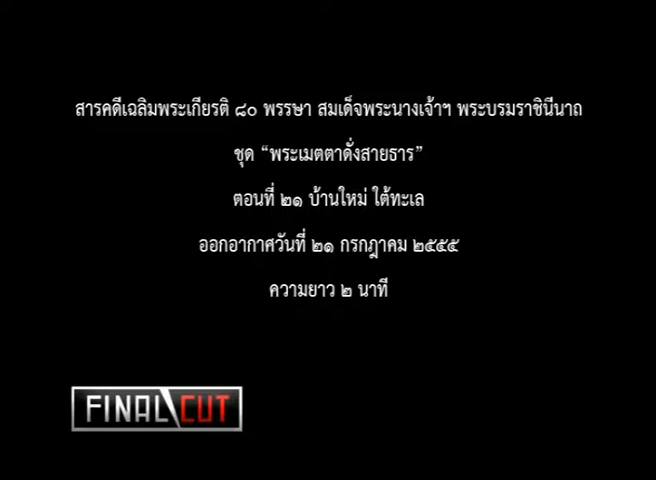 สารคดีเฉลิมพระเกียรติ ๘๐ พรรษา สมเด็จพระนางเจ้าฯ พระบรมราชินีนาถ
ชุด “พระเมตตาดั่งสายธาร”
ตอนที่ ๒๑ บ้านใหม่ ใต้ทะเล
ออกอากาศวันที่ ๒๑ กรกฎาคม ๒๕๕๕
ความยาว ๒ นาที
FINAL CUT